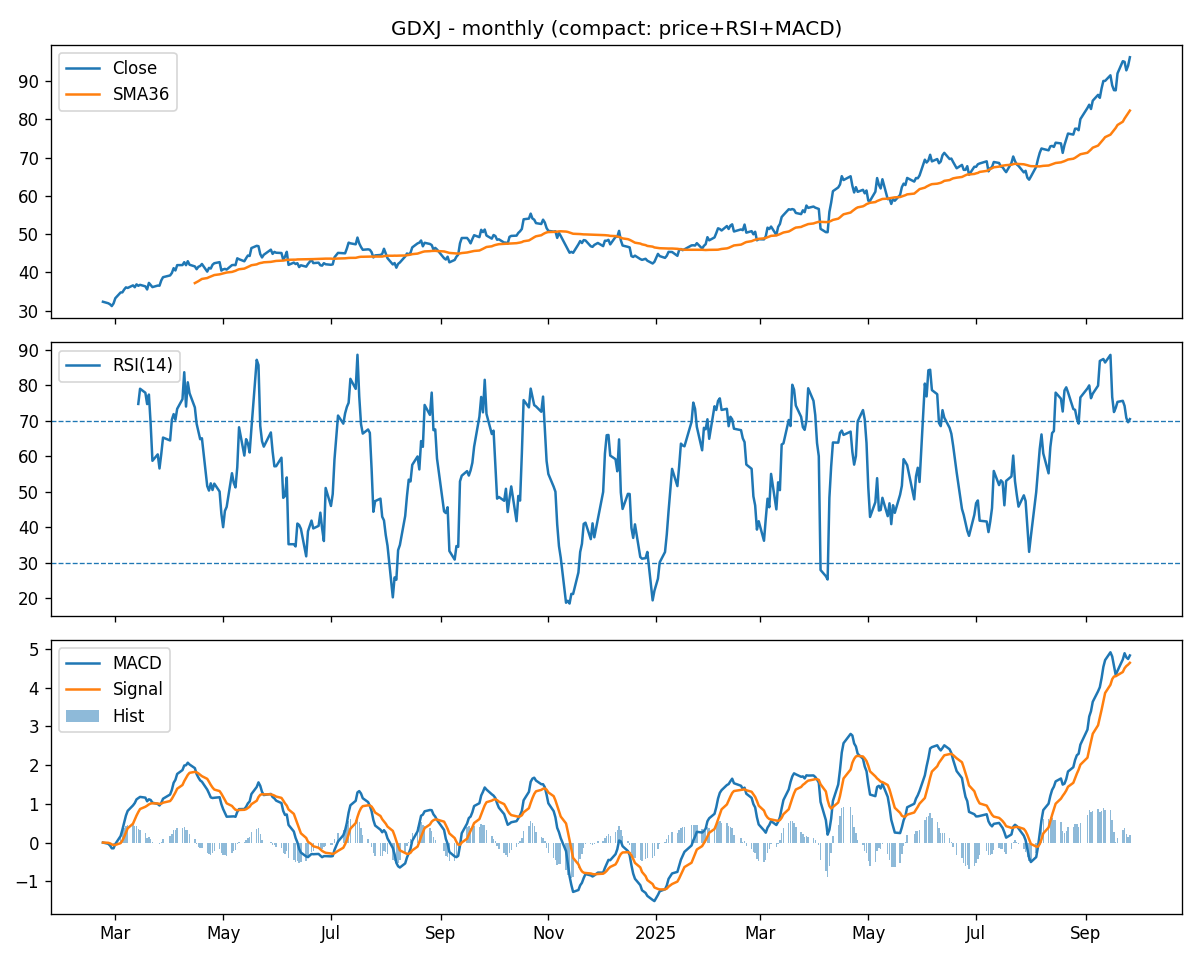 GDXJ - monthly (compact: price+RSI+MACD)
Close
SMA36
90
80
70
60
50
40
30
RSI(14)
90
80
70
60
50
40
30
20
MACD
Signal
Hist
5
4
3
2
1
0
−1
Mar May Jul Sep Nov 2025 Mar May Jul Sep